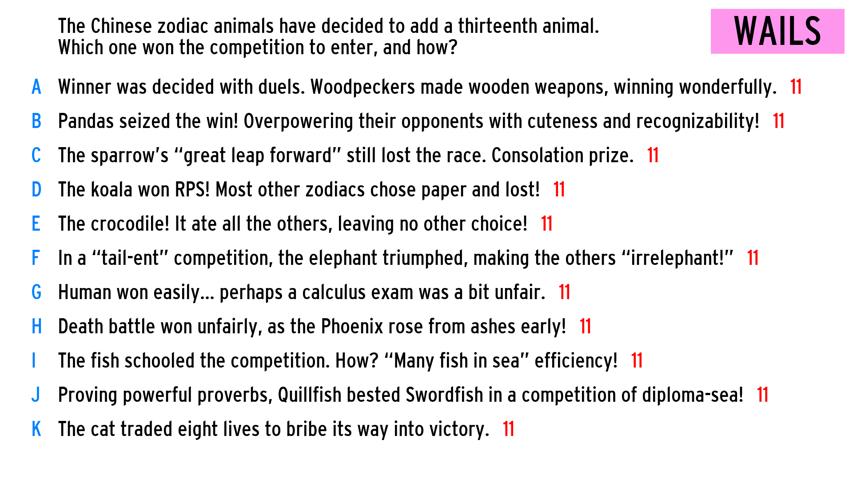 The Chinese zodiac animals have decided to add a thirteenth animal.
Which one won the competition to enter, and how?
WAILS
A Winner was decided with duels. Woodpeckers made wooden weapons, winning wonderfully. 11
B Pandas seized the win! Overpowering their opponents with cuteness and recognizability! 11
C The sparrow's "great leap forward" still lost the race. Consolation prize. 11
D The koala won RPS! Most other zodiacs chose paper and lost! 11
E The crocodile! It ate all the others, leaving no other choice! 11
F In a "tail-ent" competition, the elephant triumphed, making the others "irrelephant!" 11
G Human won easily... perhaps a calculus exam was a bit unfair. 11
H Death battle won unfairly, as the Phoenix rose from ashes early! 11
I The fish schooled the competition. How? "Many fish in sea" efficiency! 11
J Proving powerful proverbs, Quillfish bested Swordfish in a competition of diploma-sea! 11
K The cat traded eight lives to bribe its way into victory. 11